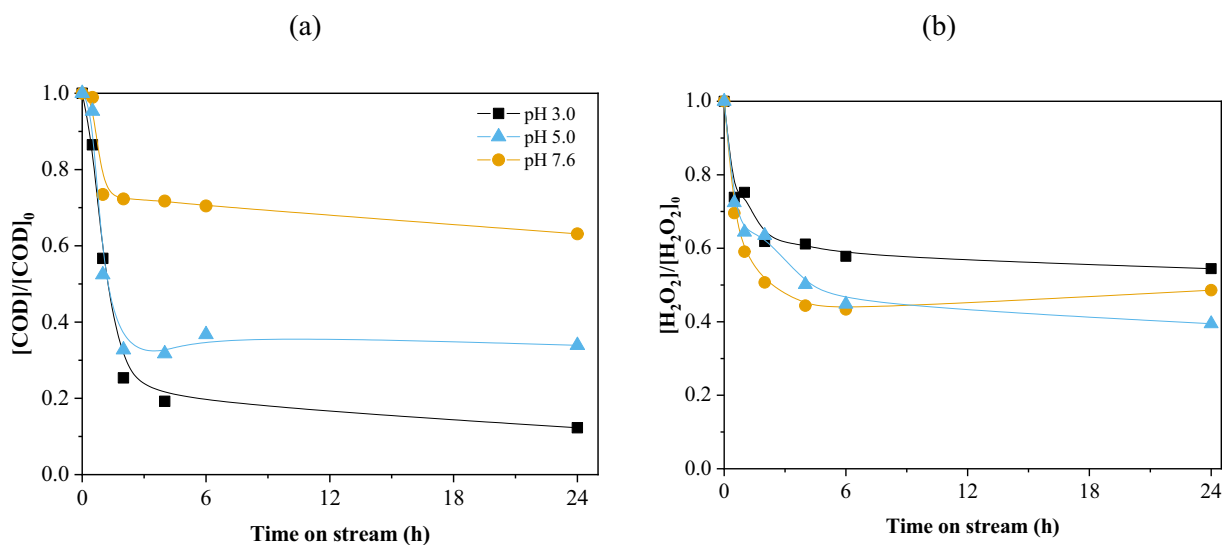 (a)
[COD]/[COD]₀
1.0
0.8
0.6
0.4
0.2
0.0
pH 3.0
pH 5.0
pH 7.6
0 6 12 18 24
Time on stream (h)
(b)
[H₂O₂]/[H₂O₂]₀
1.0
0.8
0.6
0.4
0.2
0.0
0 6 12 18 24
Time on stream (h)